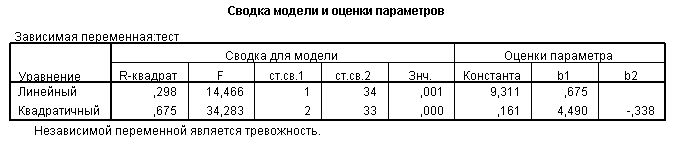 Сводка модели и оценки параметров
Зависимая переменная:тест
Сводка для модели Оценки параметра
Уравнение R-квадрат F ст.св.1 ст.св.2 Знч. Константа b1 b2
Линейный ,298 14,466 1 34 ,001 9,311 ,675
Квадратичный ,675 34,283 2 33 ,000 ,161 4,490 -,338
Независимой переменной является тревожность.